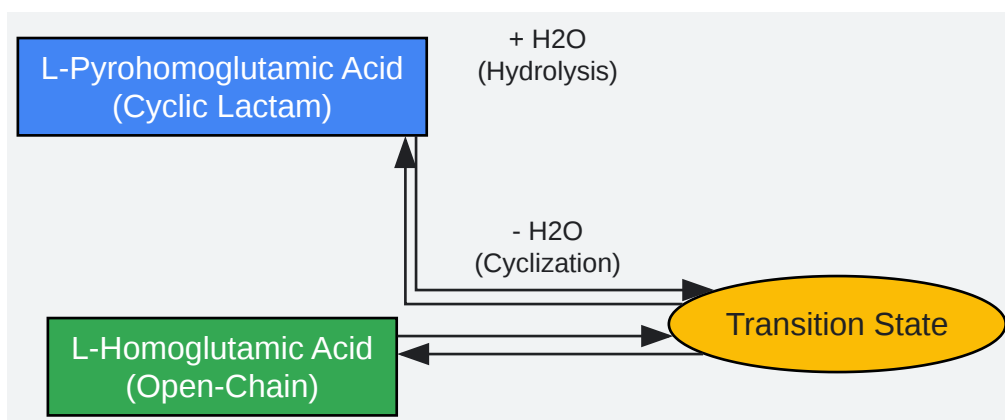 L-Pyrohomoglutamic Acid
(Cyclic Lactam)
+ H2O
(Hydrolysis)
- H2O
(Cyclization)
L-Homoglutamic Acid
(Open-Chain)
Transition State